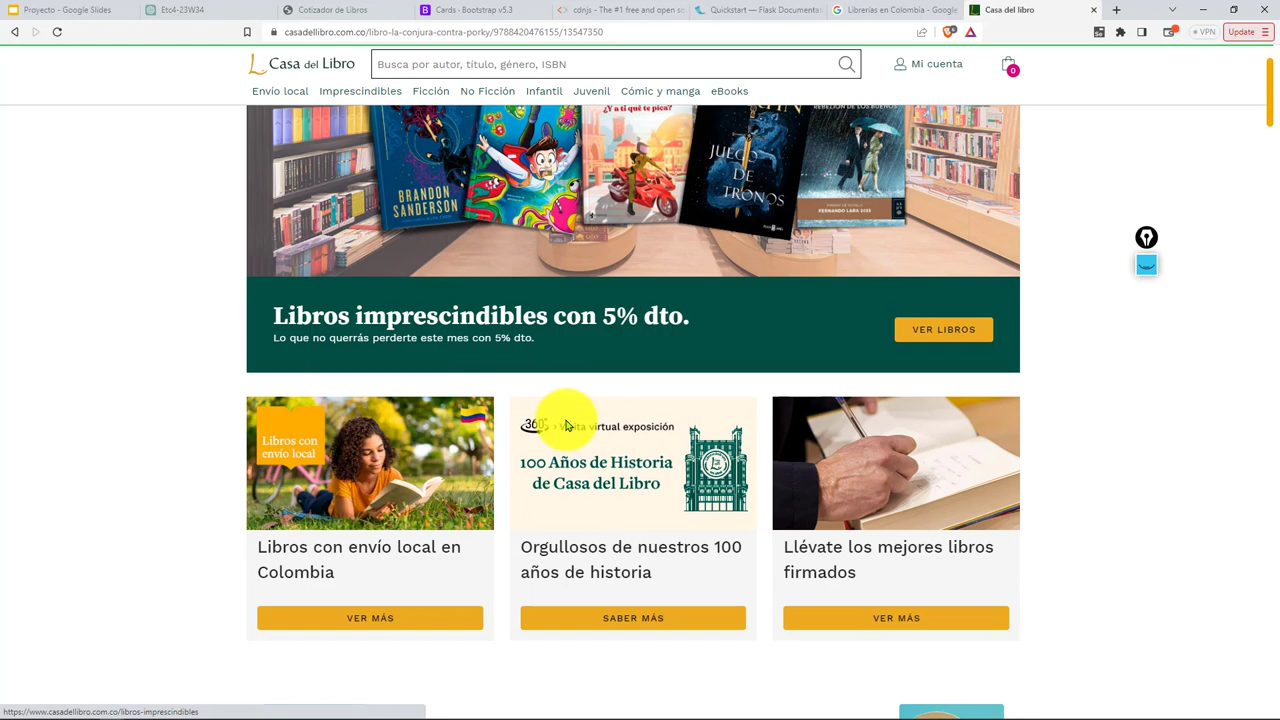 Proyecto - Google Slides
Etc4-23W34
Cotizador de Libros
Cards · Bootstrap v5.3
cdnjs - The #1 free and open so
Quickstart — Flask Documentat
Librerías en Colombia - Google
Casa del libro
casadellibro.com.co/libro-la-conjura-contra-porky/9788420476155/13547350
VPN
Update
Casa del Libro
Busca por autor, título, género, ISBN
Mi cuenta
0
Envío local
Imprescindibles
Ficción
No Ficción
Infantil
Juvenil
Cómic y manga
eBooks
¿Y a ti qué te pica?
REBELIÓN DE LOS BUENOS
BRANDON SANDERSON
JUEGO DE TRONOS
FERNANDO LARA 2023
Libros imprescindibles con 5% dto.
Lo que no querrás perderte este mes con 5% dto.
VER LIBROS
Libros con
envío local
360°
virtual exposición
100 Años de Historia
de Casa del Libro
Libros con envío local en
Colombia
VER MÁS
Orgullosos de nuestros 100
años de historia
SABER MÁS
Llévate los mejores libros
firmados
VER MÁS
https://www.casadellibro.com.co/libros-imprescindibles